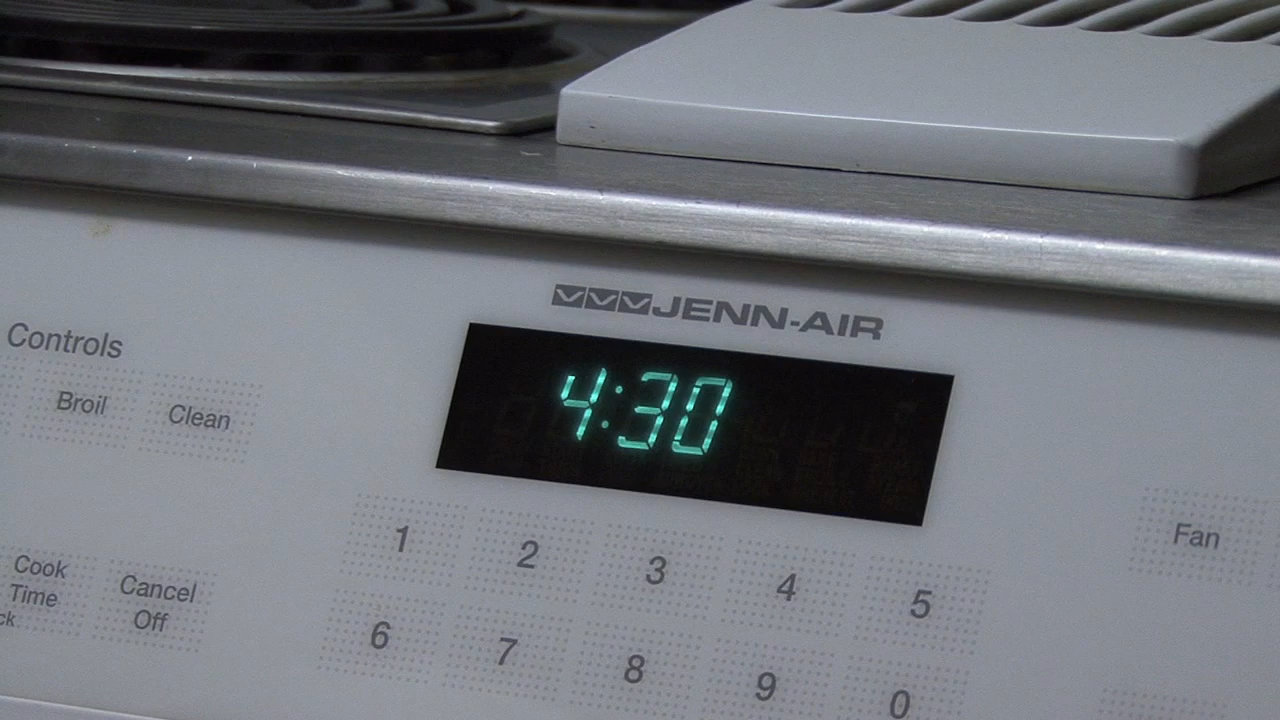 JENN-AIR
4:30
Controls
Broil
Clean
1
2
3
4
5
Fan
Cook
Time
Cancel
Off
6
7
8
9
0